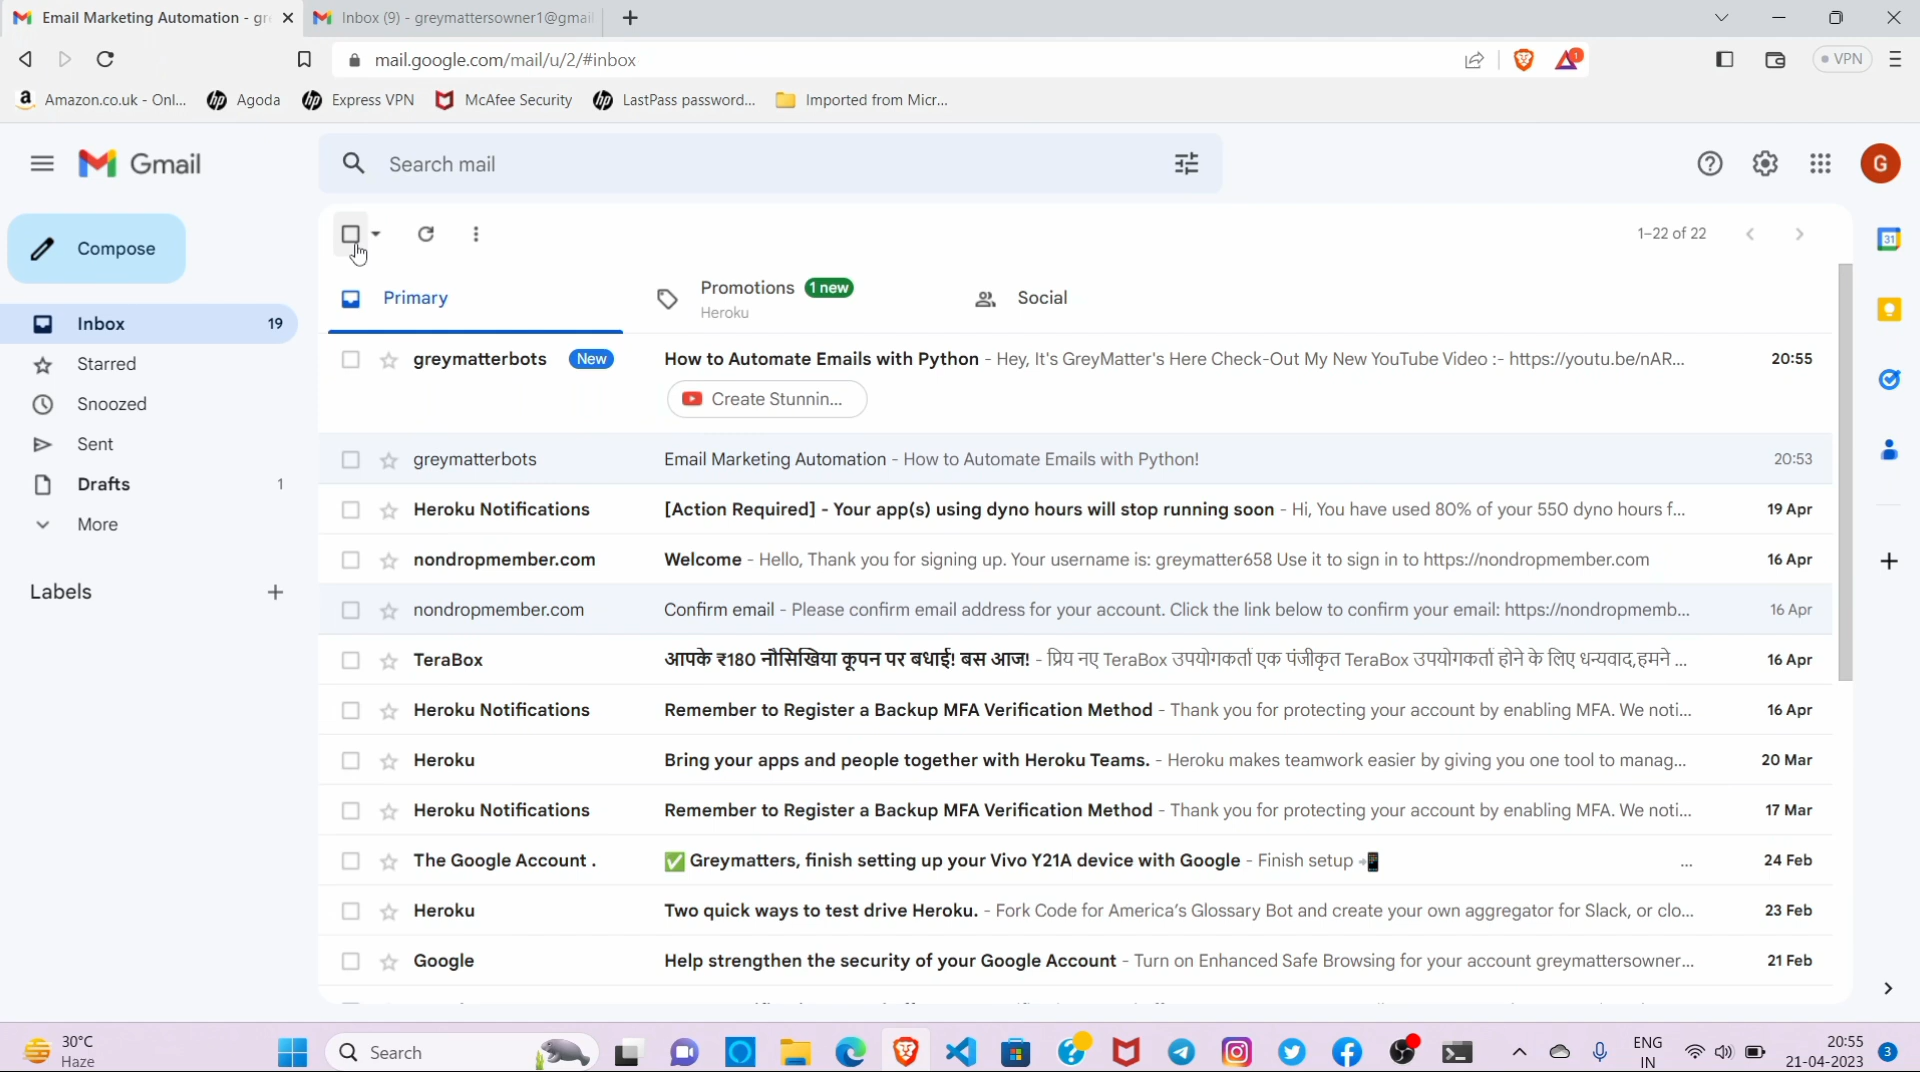 Email Marketing Automation - gr
Inbox (9) - greymattersowner1@gmai
mail.google.com/mail/u/2/#inbox
1
VPN
Amazon.co.uk - Onl...
Agoda
Express VPN
McAfee Security
LastPass password...
Imported from Micr...
Gmail
Search mail
G
Compose
1–22 of 22
31
Primary
Promotions 1 new
Heroku
Social
Inbox 19
Starred
Snoozed
Sent
Drafts 1
More
Labels
greymatterbots New How to Automate Emails with Python - Hey, It's GreyMatter's Here Check-Out My New YouTube Video :- https://youtu.be/nAR... 20:55
Create Stunnin...
greymatterbots Email Marketing Automation - How to Automate Emails with Python! 20:53
Heroku Notifications [Action Required] - Your app(s) using dyno hours will stop running soon - Hi, You have used 80% of your 550 dyno hours f... 19 Apr
nondropmember.com Welcome - Hello, Thank you for signing up. Your username is: greymatter658 Use it to sign in to https://nondropmember.com 16 Apr
nondropmember.com Confirm email - Please confirm email address for your account. Click the link below to confirm your email: https://nondropmemb... 16 Apr
TeraBox आपके ₹180 नौसिखिया कूपन पर बधाई! बस आज! - प्रिय नए TeraBox उपयोगकर्ता एक पंजीकृत TeraBox उपयोगकर्ता होने के लिए धन्यवाद,हमने ... 16 Apr
Heroku Notifications Remember to Register a Backup MFA Verification Method - Thank you for protecting your account by enabling MFA. We noti... 16 Apr
Heroku Bring your apps and people together with Heroku Teams. - Heroku makes teamwork easier by giving you one tool to manag... 20 Mar
Heroku Notifications Remember to Register a Backup MFA Verification Method - Thank you for protecting your account by enabling MFA. We noti... 17 Mar
The Google Account . ✅ Greymatters, finish setting up your Vivo Y21A device with Google - Finish setup 📲 ... 24 Feb
Heroku Two quick ways to test drive Heroku. - Fork Code for America's Glossary Bot and create your own aggregator for Slack, or clo... 23 Feb
Google Help strengthen the security of your Google Account - Turn on Enhanced Safe Browsing for your account greymattersowner... 21 Feb
30°C
Haze
Search
ENG
IN
20:55
21-04-2023
3